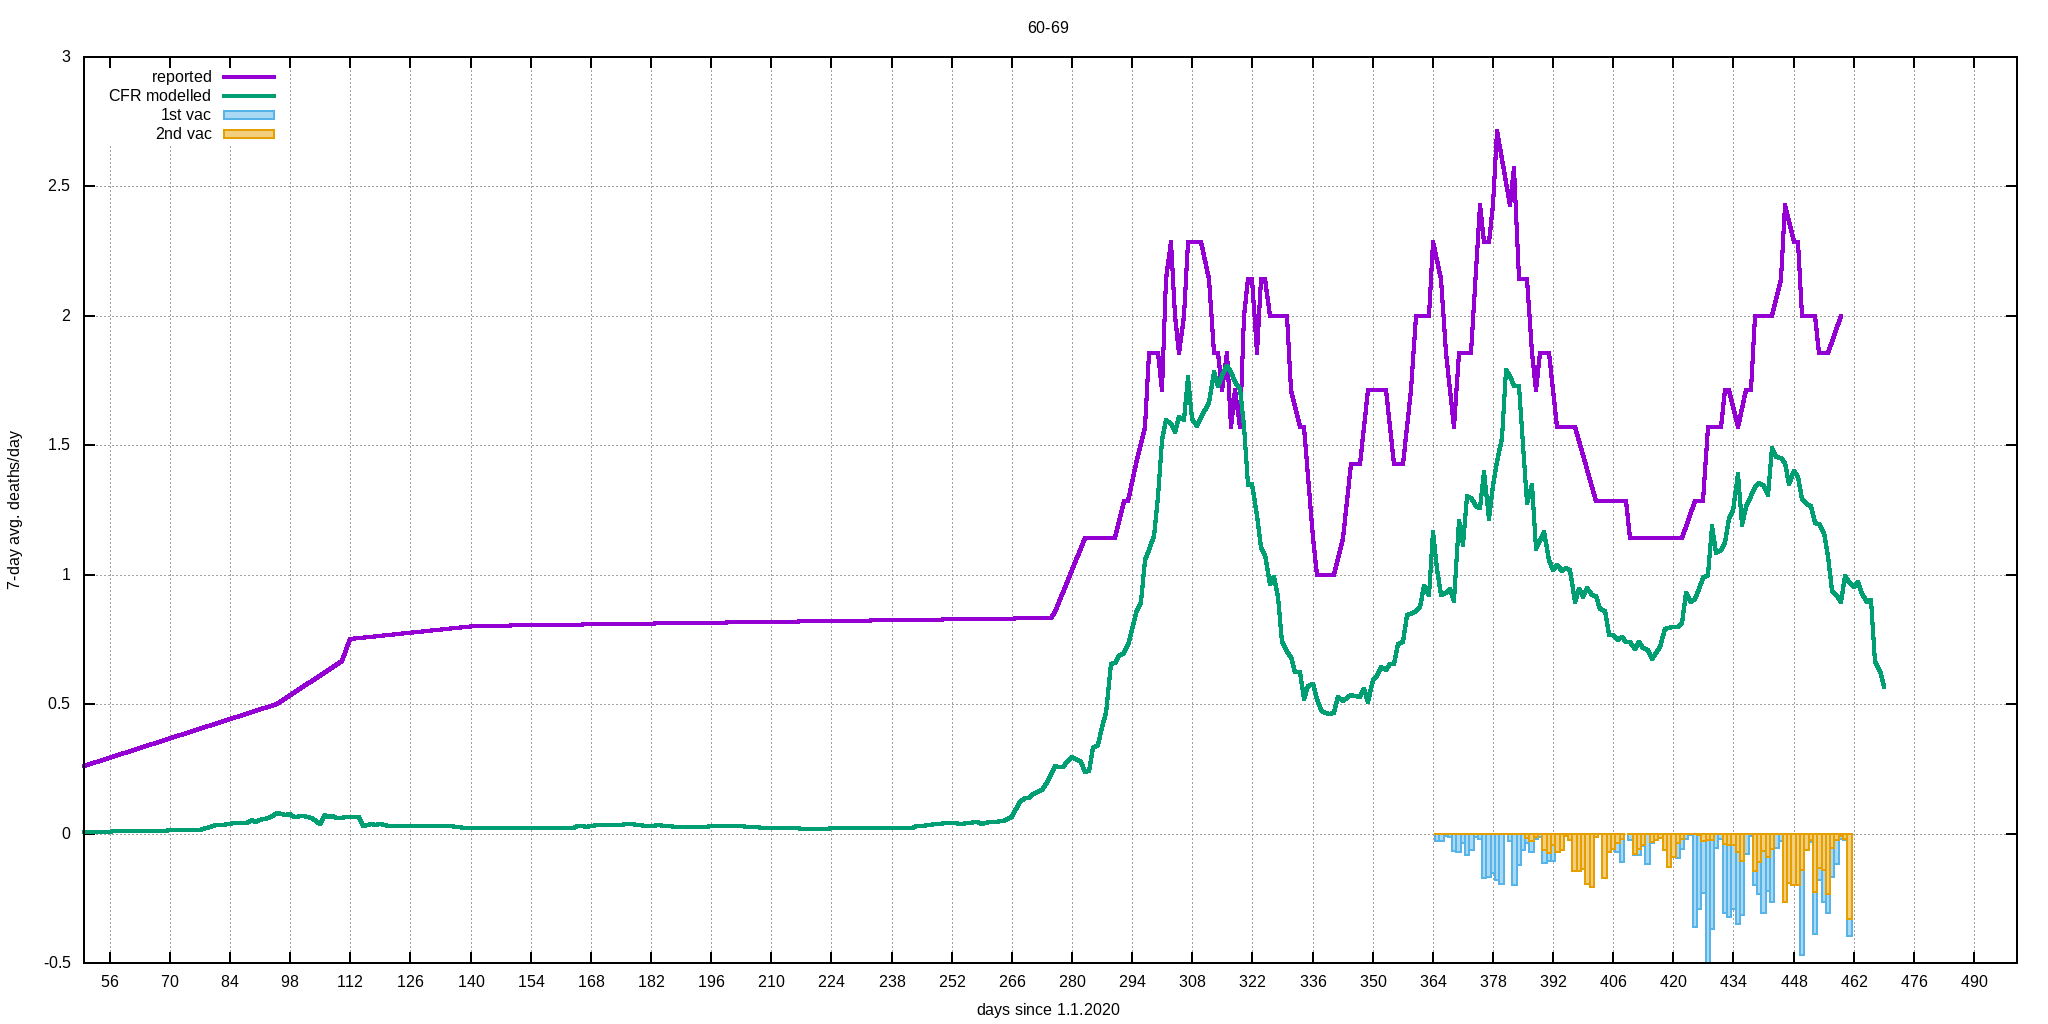 60-69
3
2.5
2
1.5
1
0.5
0
-0.5
7-day avg. deaths/day
reported
CFR modelled
1st vac
2nd vac
56 70 84 98 112 126 140 154 168 182 196 210 224 238 252 266 280 294 308 322 336 350 364 378 392 406 420 434 448 462 476 490
days since 1.1.2020